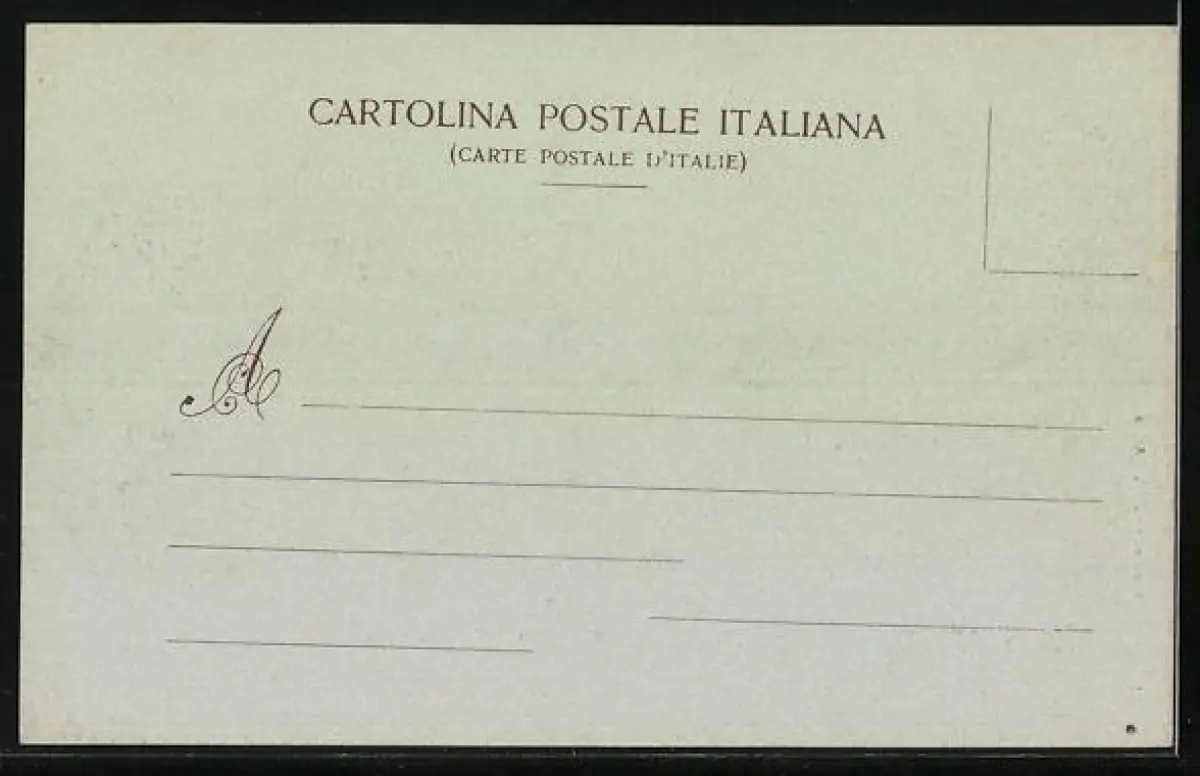 CARTOLINA POSTALE ITALIANA
(CARTE POSTALE D'ITALIE)
A